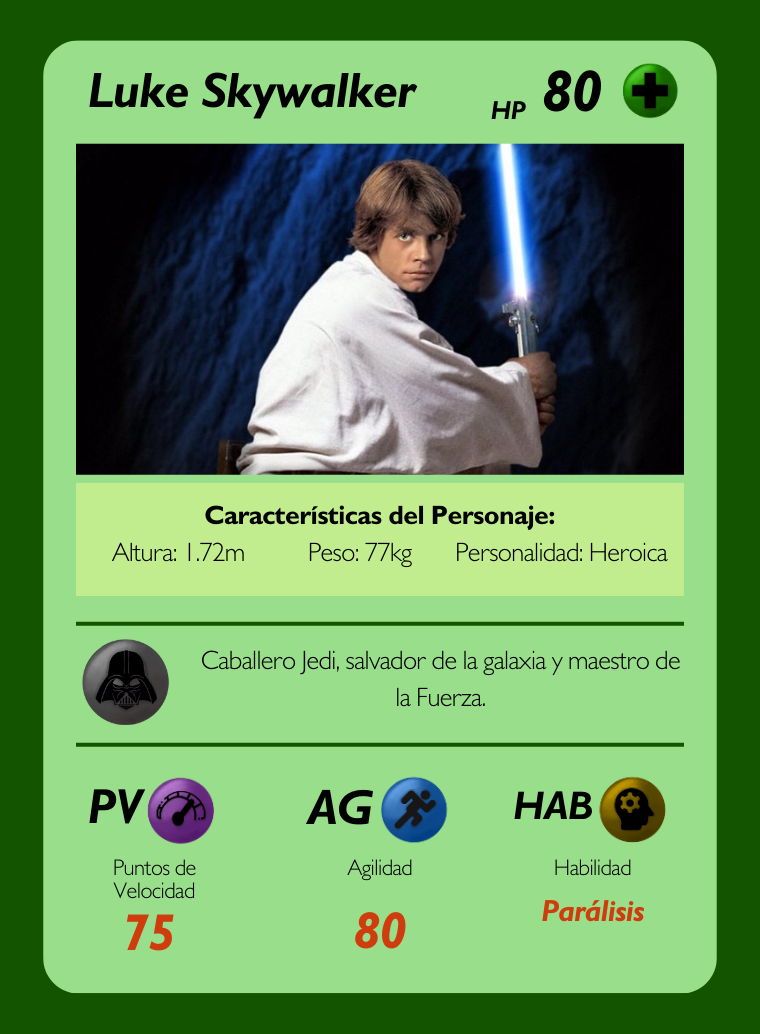 Luke Skywalker HP 80
Características del Personaje:
Altura: 1.72m Peso: 77kg Personalidad: Heroica
Caballero Jedi, salvador de la galaxia y maestro de
la Fuerza.
PV AG HAB
Puntos de
Velocidad
Agilidad
Habilidad
75
80
Parálisis